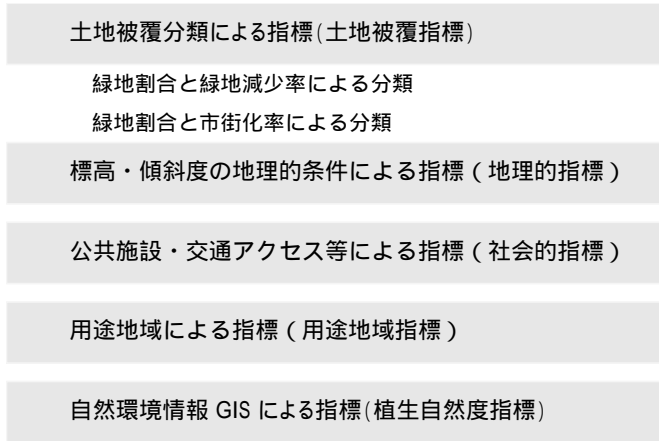 土地被覆分類による指標(土地被覆指標)
緑地割合と緑地減少率による分類
緑地割合と市街化率による分類
標高・傾斜度の地理的条件による指標(地理的指標)
公共施設・交通アクセス等による指標(社会的指標)
用途地域による指標(用途地域指標)
自然環境情報 GIS による指標(植生自然度指標)